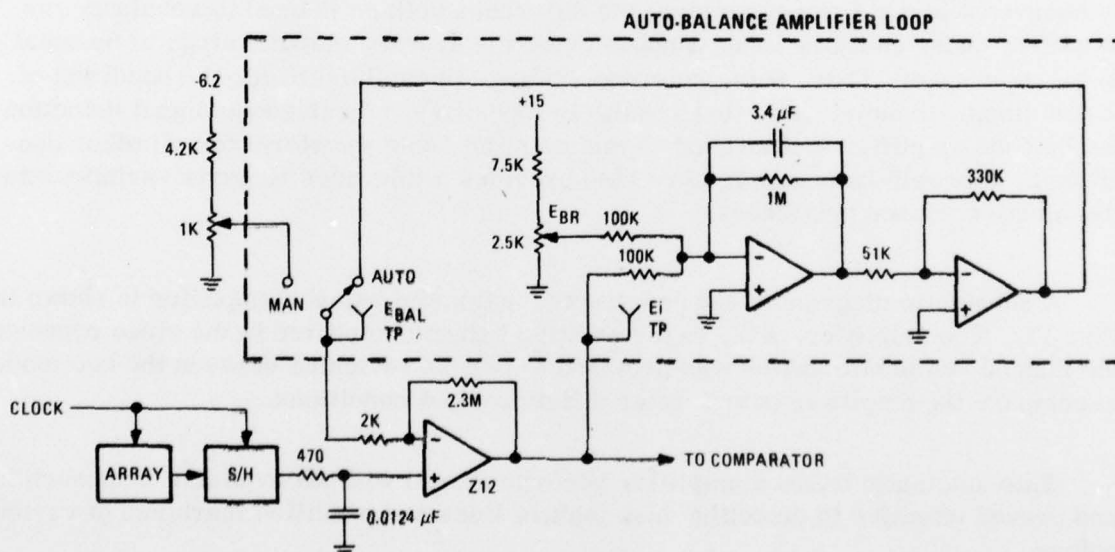 AUTO-BALANCE AMPLIFIER LOOP
-6.2
4.2K
1K
MAN
AUTO
E_BAL
TP
+15
7.5K
2.5K
E_BR
100K
100K
Ei
TP
3.4 μF
1M
-
+
51K
330K
-
+
CLOCK
ARRAY
S/H
470
0.0124 μF
2K
2.3M
-
+
Z12
TO COMPARATOR